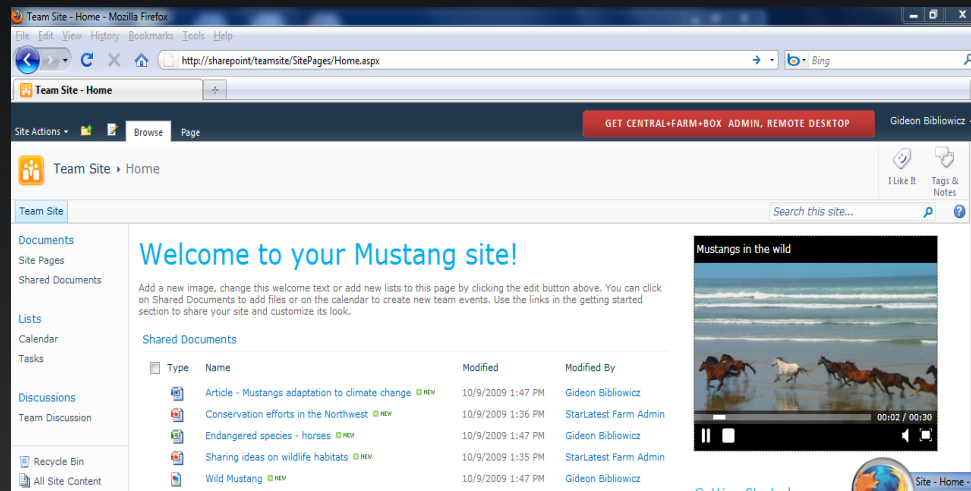 Team Site - Home - Mozilla Firefox
File Edit View History Bookmarks Tools Help
http://sharepoint/teamsite/SitePages/Home.aspx
Bing
Team Site - Home
GET CENTRAL+FARM+BOX ADMIN, REMOTE DESKTOP
Gideon Bibliowicz
Site Actions Browse Page
Team Site Home
I Like It
Tags & Notes
Team Site
Search this site...
Documents
Site Pages
Shared Documents
Lists
Calendar
Tasks
Discussions
Team Discussion
Recycle Bin
All Site Content
Welcome to your Mustang site!
Add a new image, change this welcome text or add new lists to this page by clicking the edit button above. You can click
on Shared Documents to add files or on the calendar to create new team events. Use the links in the getting started
section to share your site and customize its look.
Shared Documents
Type Name Modified Modified By
Article - Mustangs adaptation to climate change NEW 10/9/2009 1:47 PM Gideon Bibliowicz
Conservation efforts in the Northwest NEW 10/9/2009 1:36 PM StarLatest Farm Admin
Endangered species - horses NEW 10/9/2009 1:47 PM Gideon Bibliowicz
Sharing ideas on wildlife habitats NEW 10/9/2009 1:35 PM StarLatest Farm Admin
Wild Mustang NEW 10/9/2009 1:47 PM Gideon Bibliowicz
Mustangs in the wild
00:02 / 00:30
Site - Home -